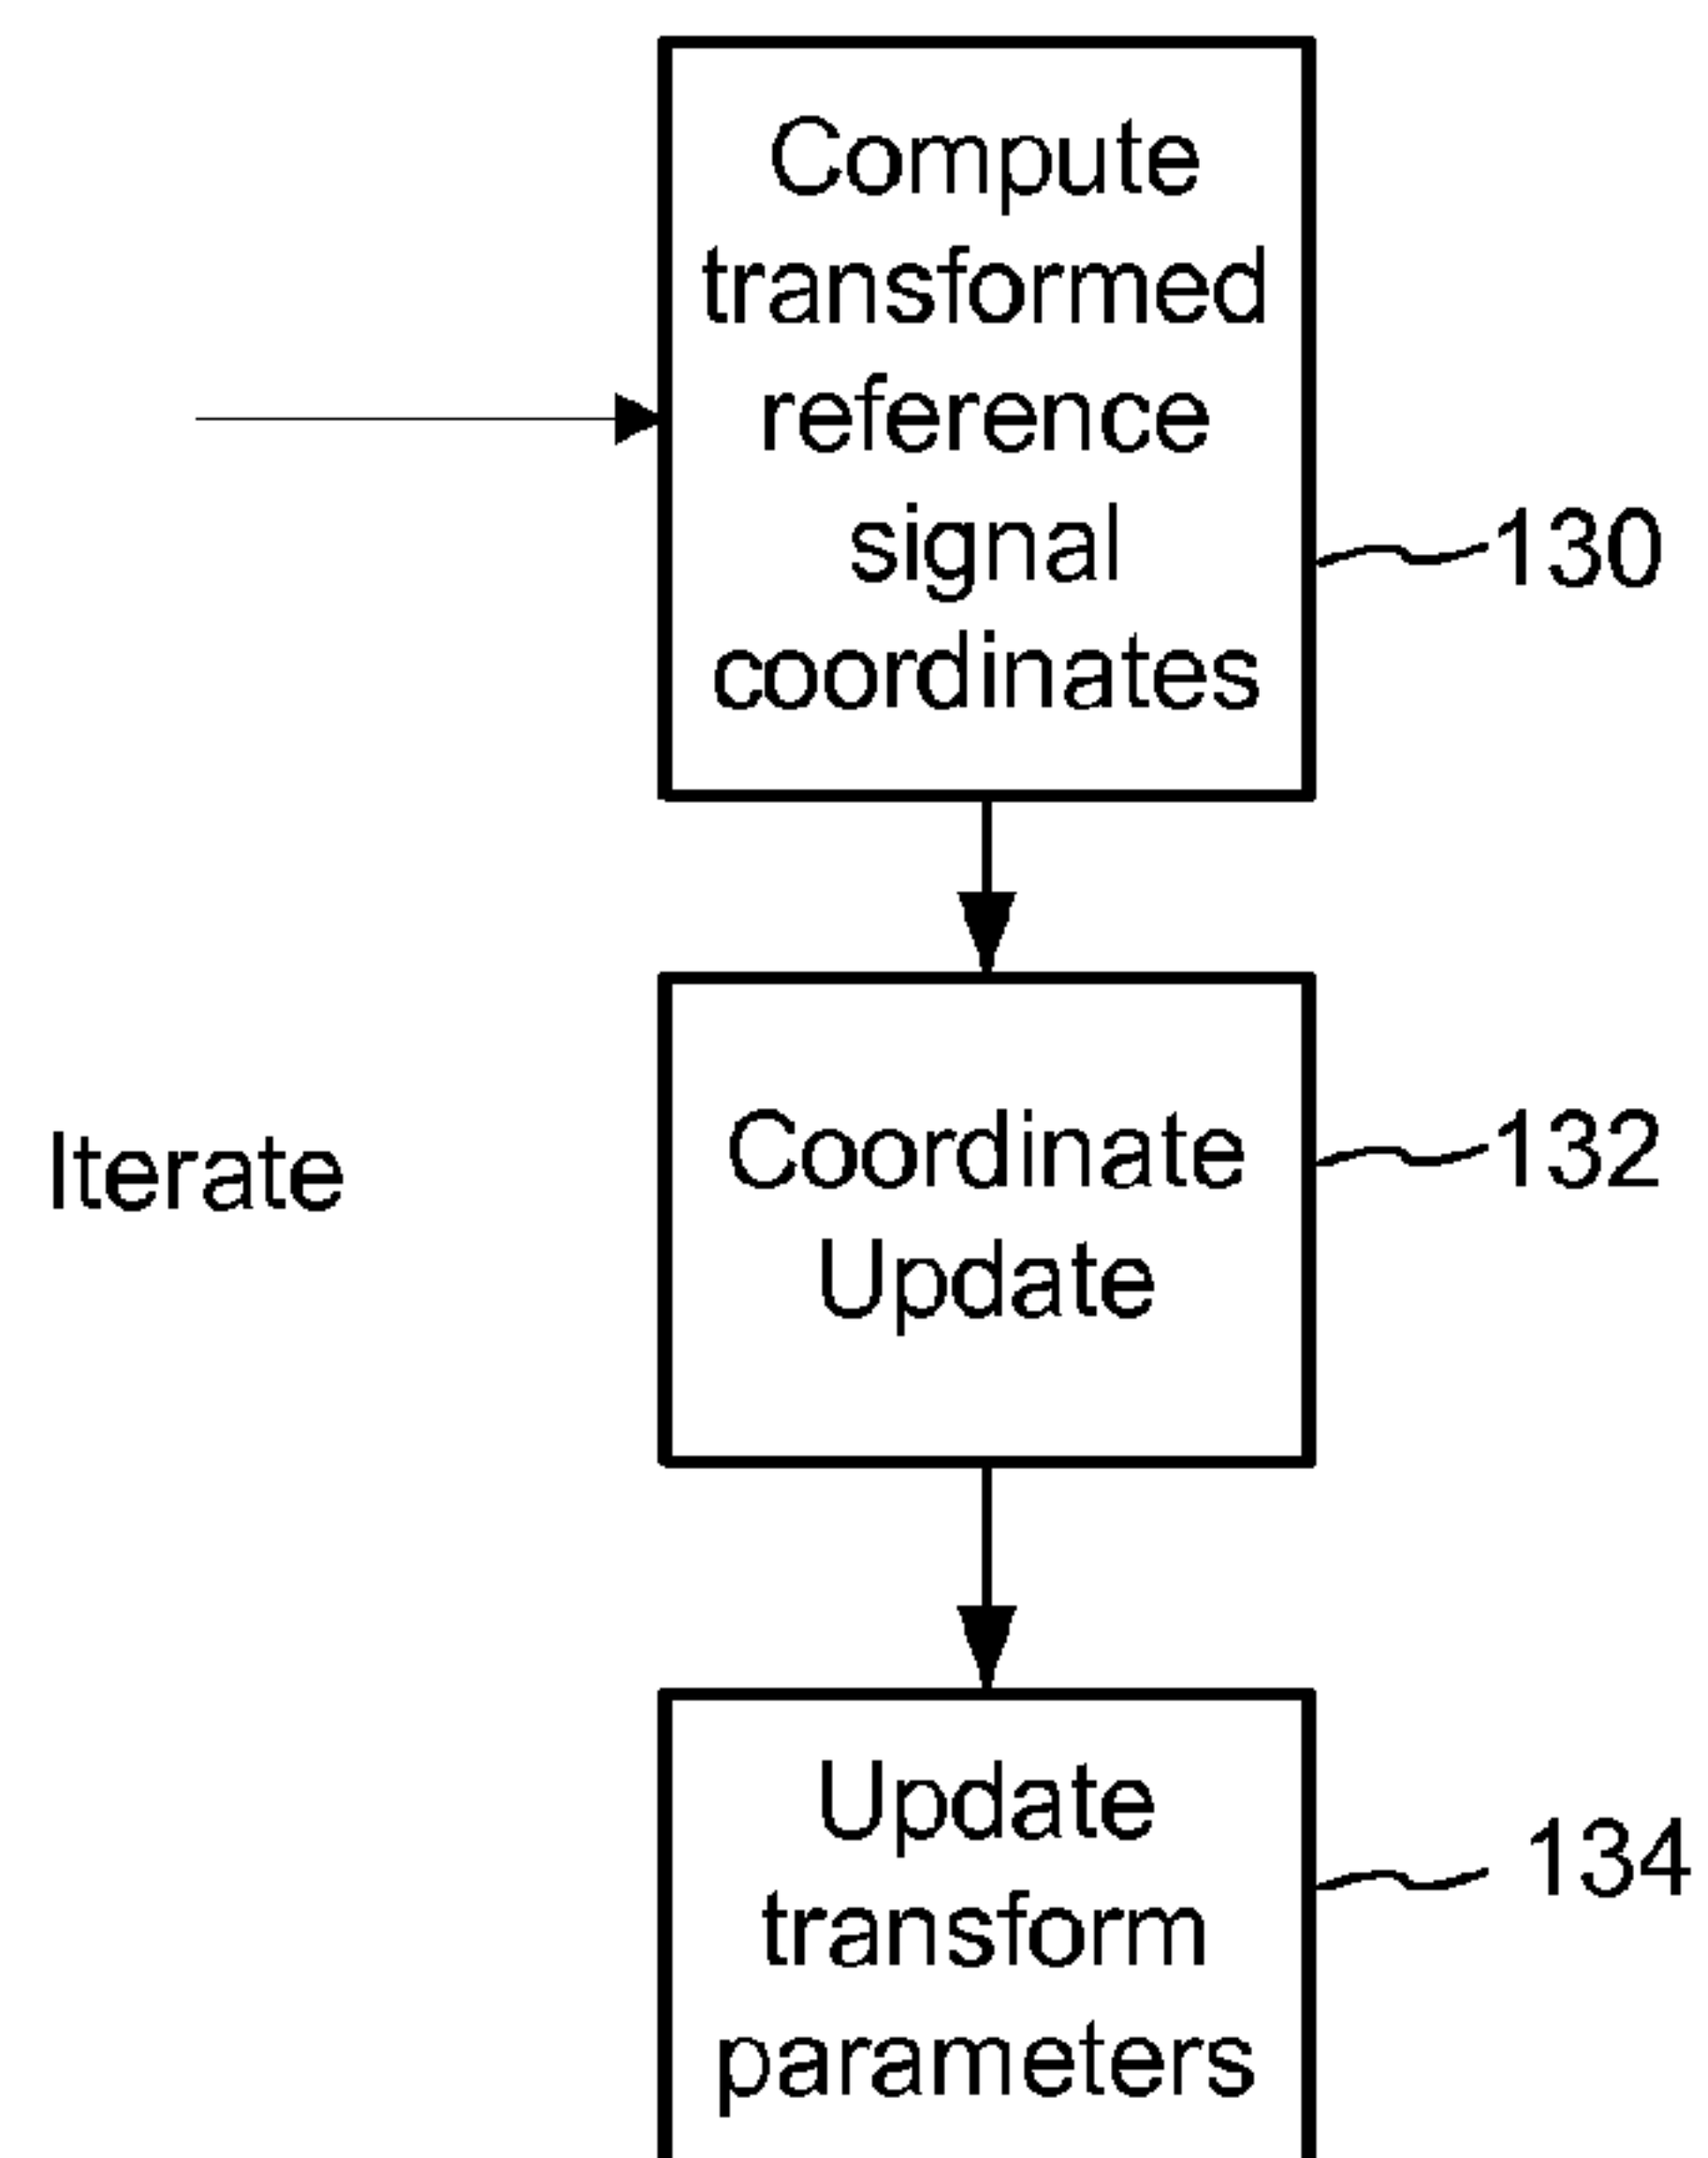 Compute
transformed
reference
signal
coordinates
130
Iterate
Coordinate
Update
132
Update
transform
parameters
134